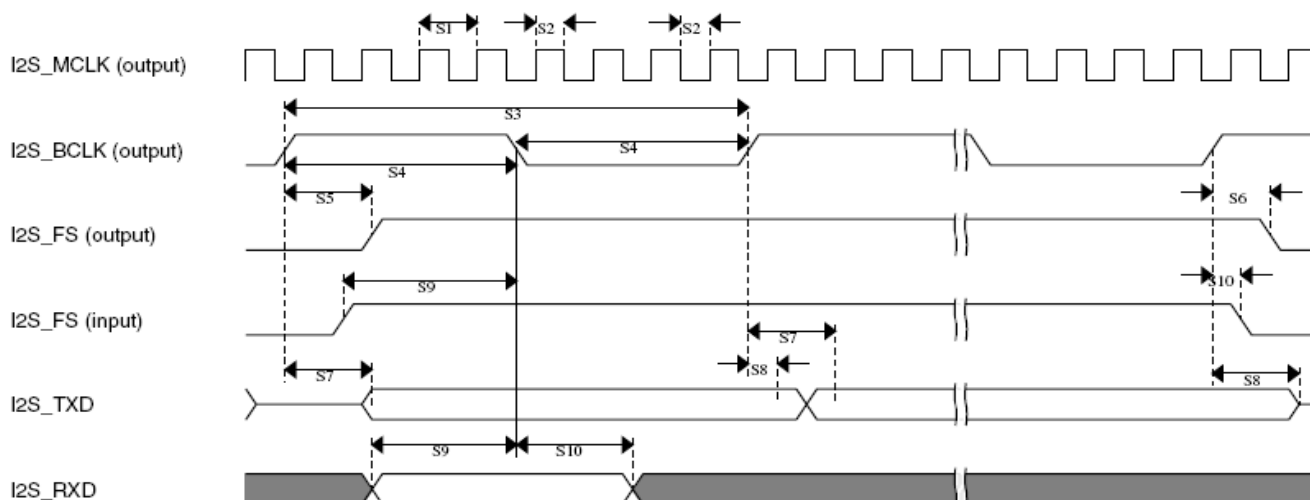 S1 S2 S2
I2S_MCLK (output)
S3
I2S_BCLK (output) S4
S4
S5 S6
I2S_FS (output)
S9 S10
I2S_FS (input)
S7
S8
S7 S8
I2S_TXD
S9 S10
I2S_RXD